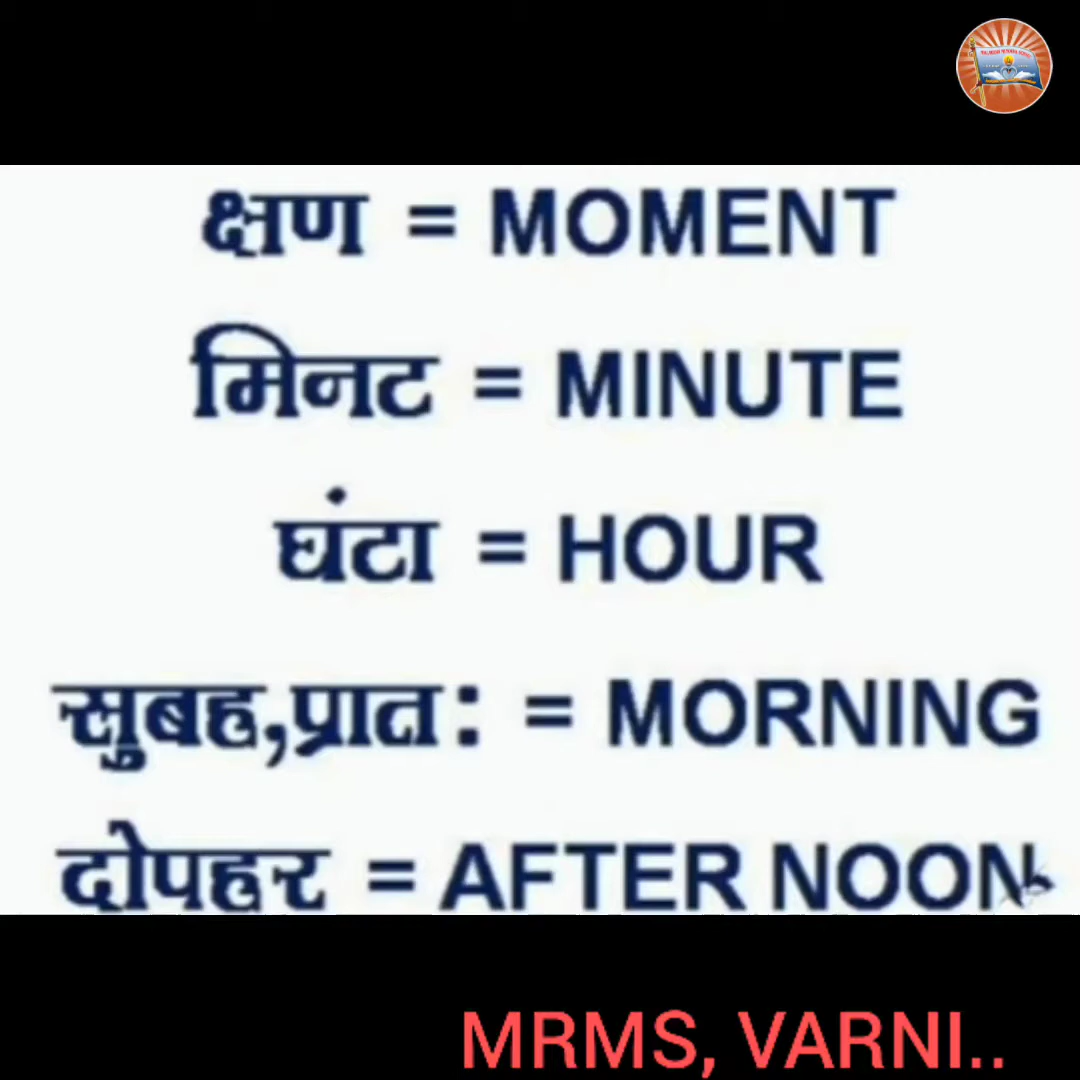 क्षण = MOMENT
मिनट = MINUTE
घंटा = HOUR
सुबह,प्रात: = MORNING
दोपहर = AFTER NOON
MRMS, VARNI..